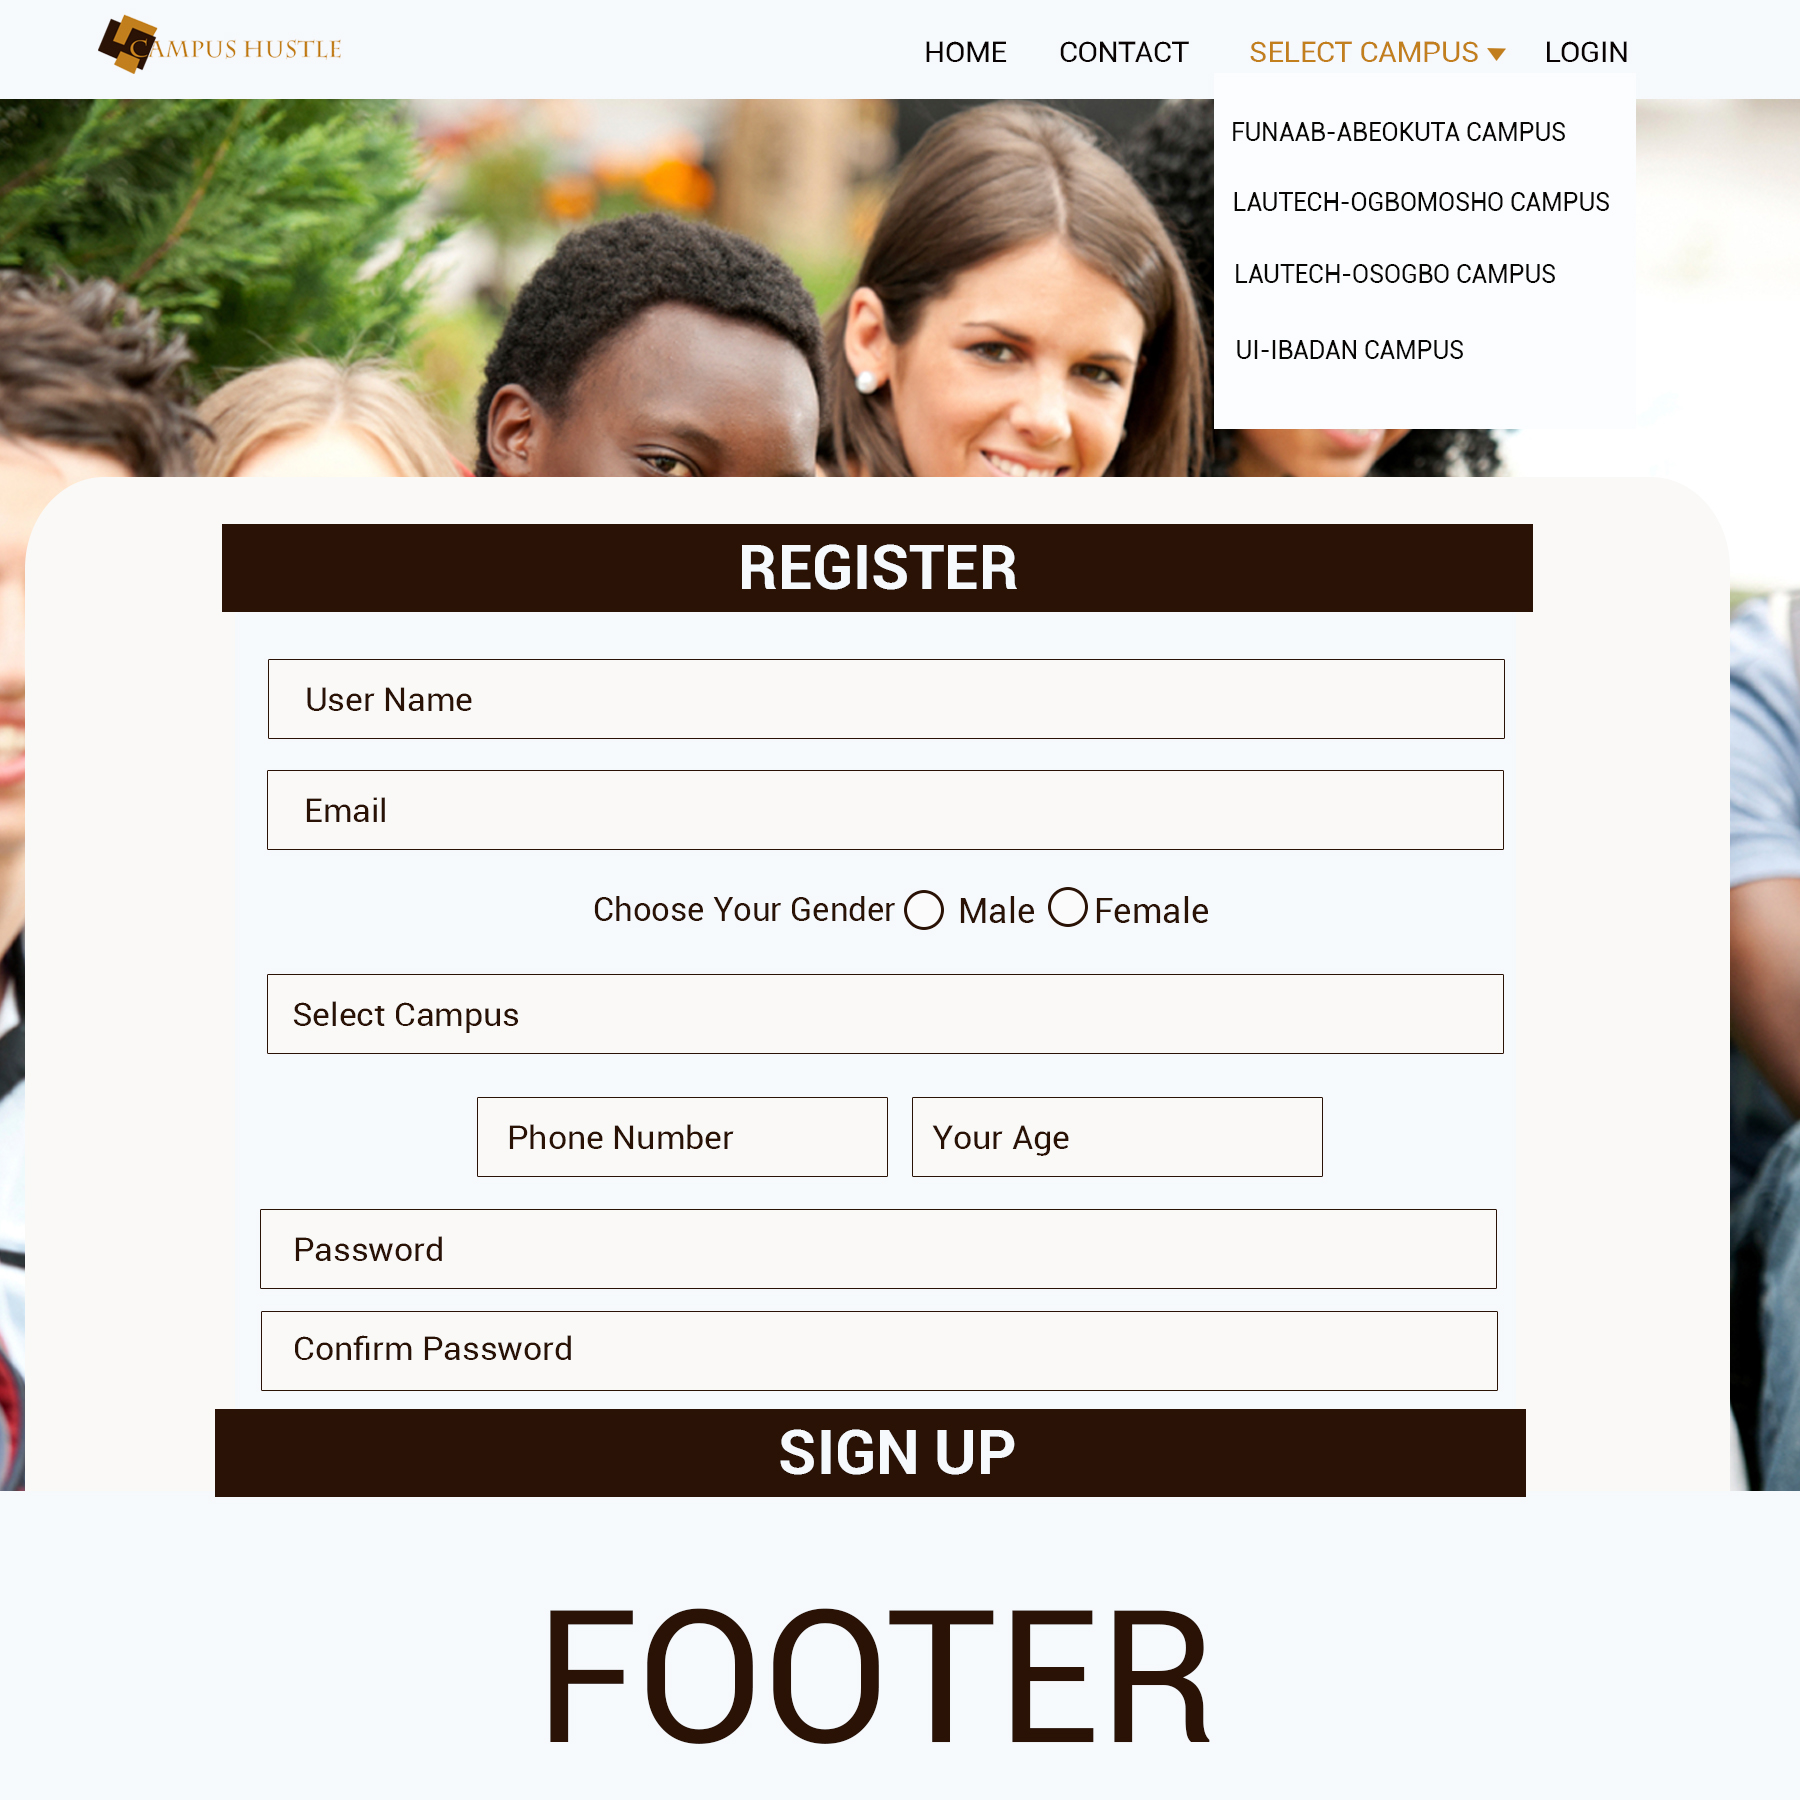 CAMPUS HUSTLE
HOME CONTACT SELECT CAMPUS LOGIN
FUNAAB-ABEOKUTA CAMPUS
LAUTECH-OGBOMOSHO CAMPUS
LAUTECH-OSOGBO CAMPUS
UI-IBADAN CAMPUS
REGISTER
User Name
Email
Choose Your Gender Male Female
Select Campus
Phone Number Your Age
Password
Confirm Password
SIGN UP
FOOTER